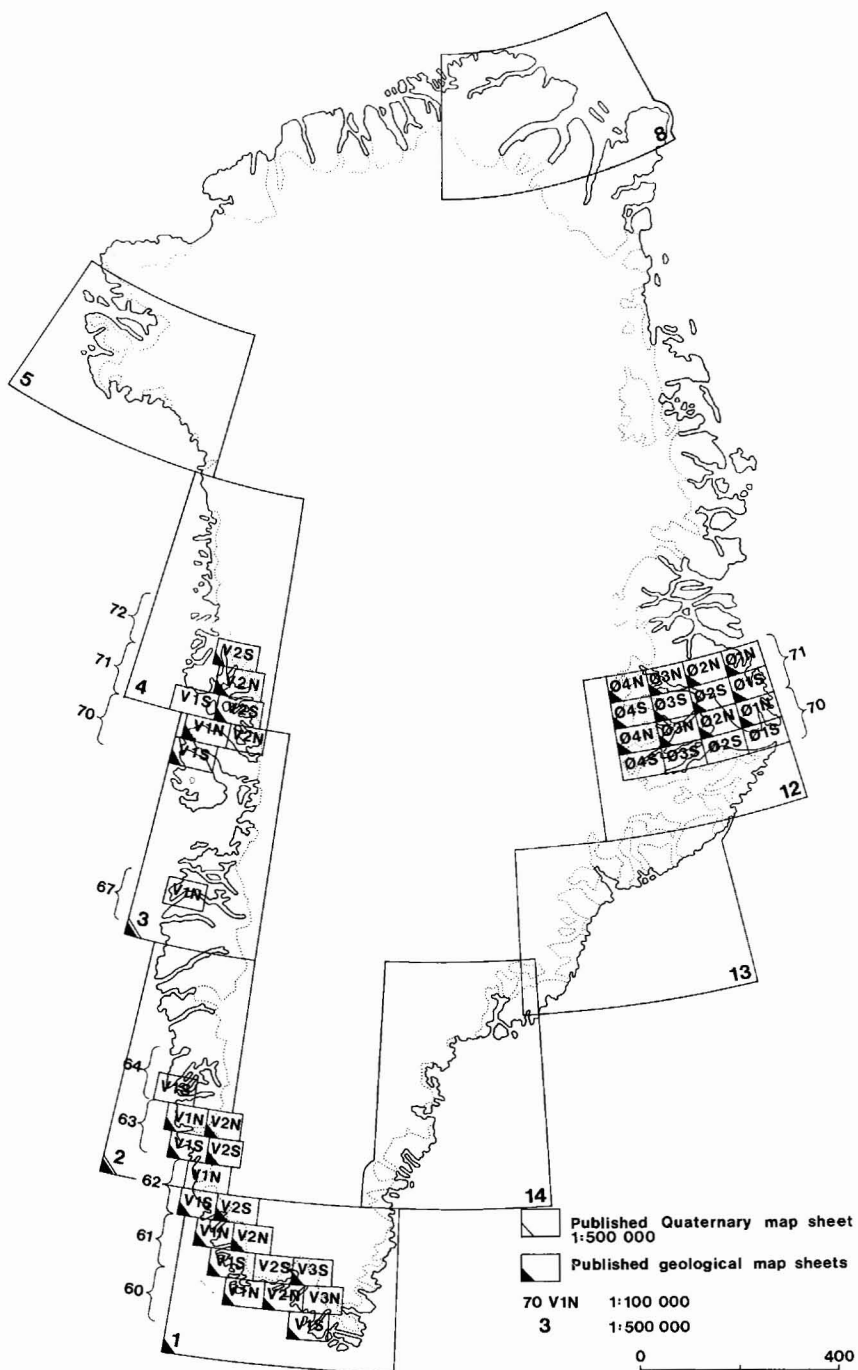 8
5
72
71
70
4
V2S
V2N
V1S V2S
V1N V2N
V1S
Ø4N Ø3N Ø2N Ø1N
Ø4S Ø3S Ø2S Ø1S
Ø4N Ø3N Ø2N Ø1N
Ø4S Ø3S Ø2S Ø1S
71
70
12
67
V1N
3
13
64
V1S
63
V1N V2N
V1S V2S
2
62
V1N
V1S V2S
61
V1N V2N
V1S V2S V3S
60
V1N V2N V3N
V1S
1
14
Published Quaternary map sheet
1:500 000
Published geological map sheets
70 V1N 1:100 000
3 1:500 000
0 400